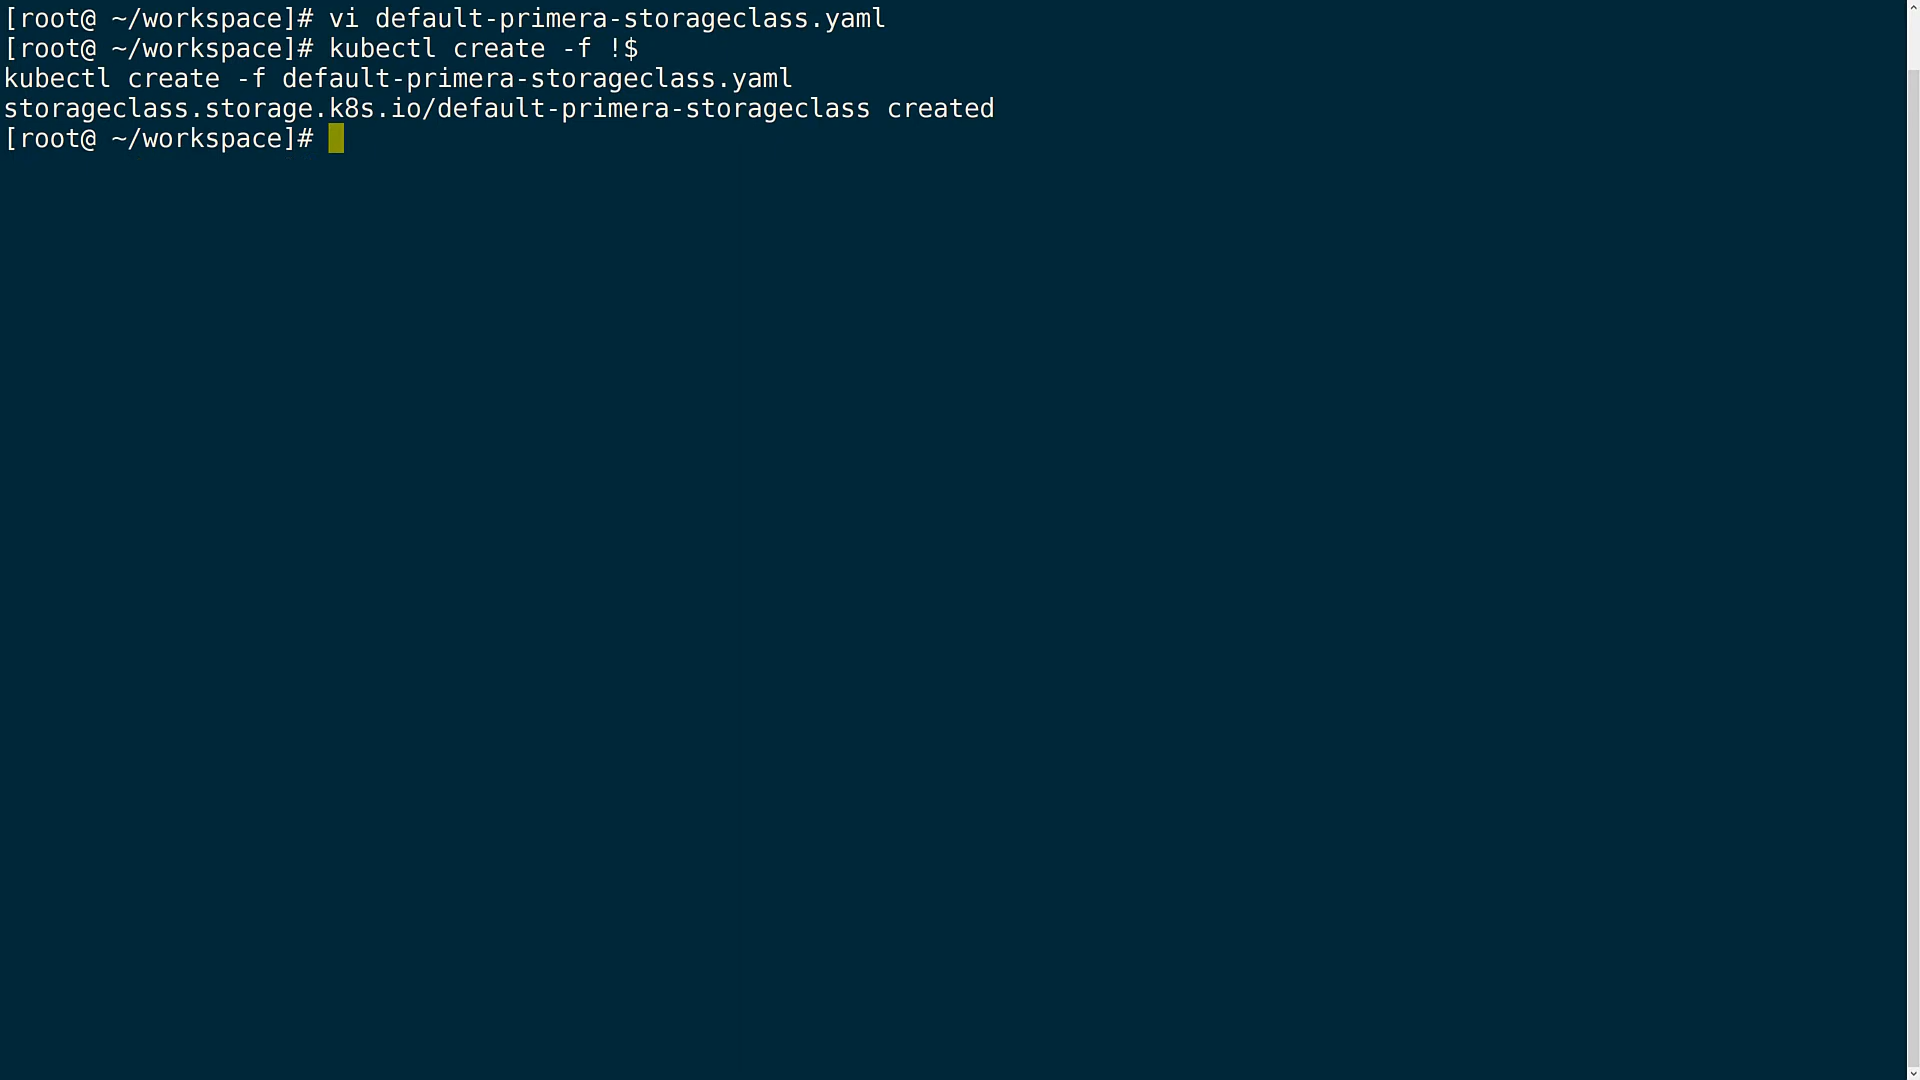 [root@ ~/workspace]# vi default-primera-storageclass.yaml
[root@ ~/workspace]# kubectl create -f !$
kubectl create -f default-primera-storageclass.yaml
storageclass.storage.k8s.io/default-primera-storageclass created
[root@ ~/workspace]#